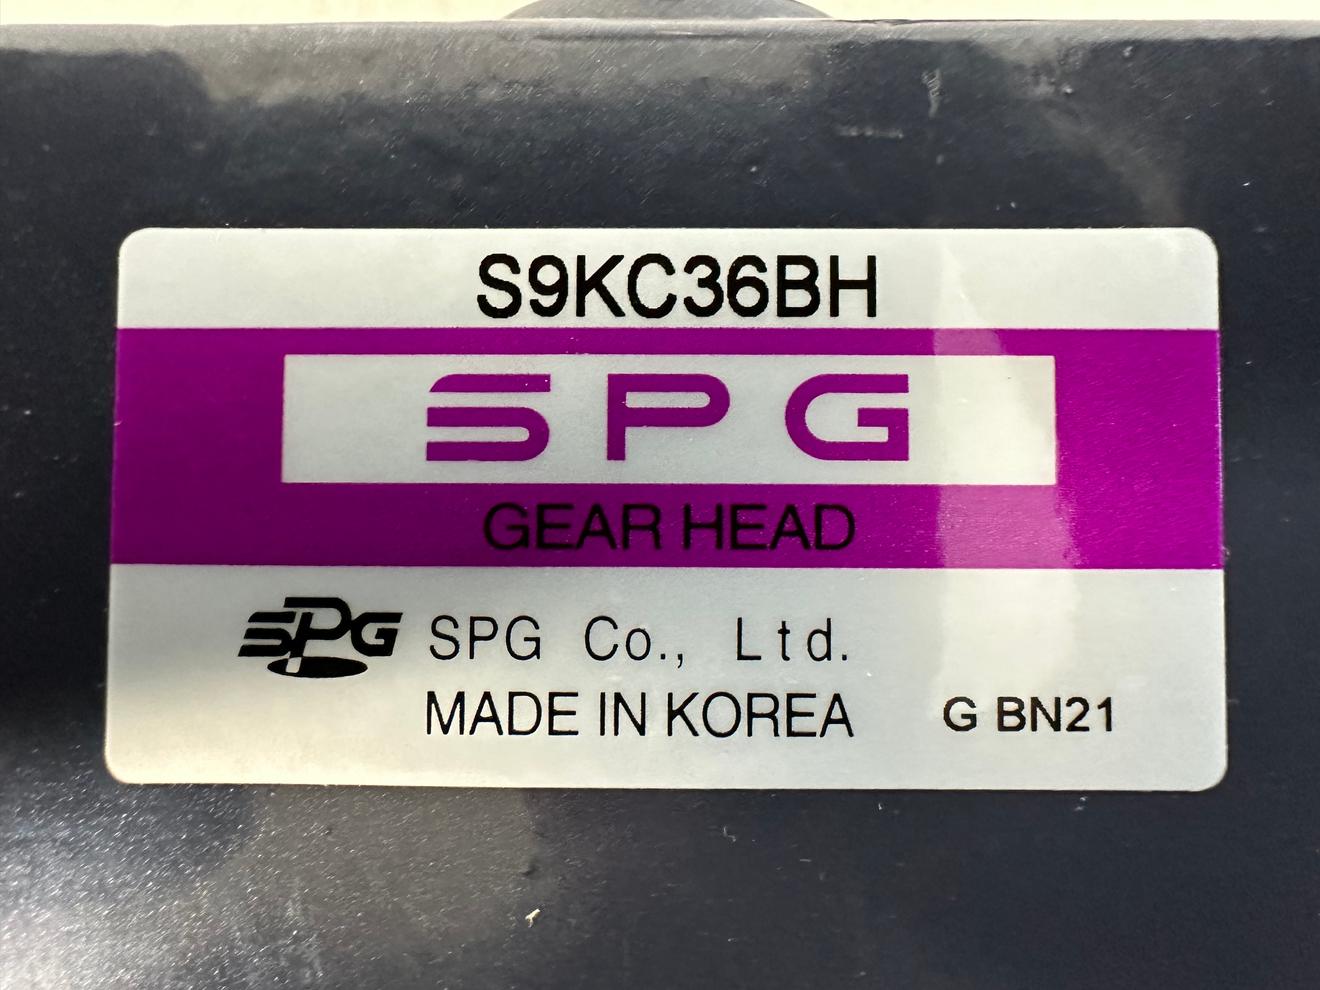 S9KC36BH
SPG
GEAR HEAD
SPG SPG Co., Ltd.
MADE IN KOREA G BN21